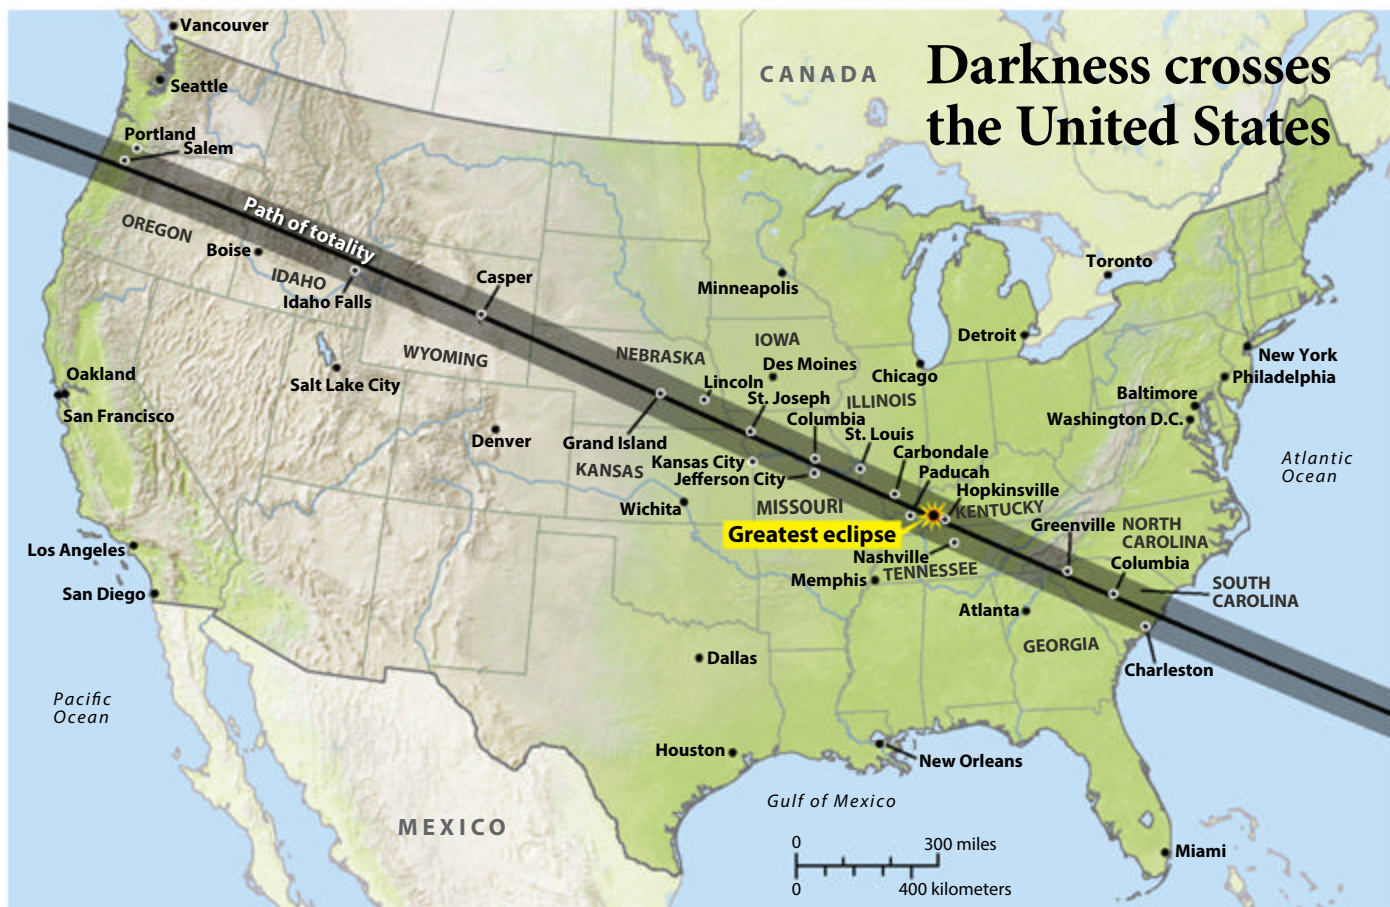 Darkness crosses
the United States
Vancouver
CANADA
Seattle
Portland
Salem
Path of totality
OREGON
Boise
IDAHO
Idaho Falls
Casper
Toronto
Minneapolis
Detroit
IOWA
NEBRASKA
WYOMING
New York
Des Moines
Chicago
Philadelphia
Oakland
Salt Lake City
Lincoln
St. Joseph
ILLINOIS
Baltimore
San Francisco
Columbia
Washington D.C.
St. Louis
Denver
Grand Island
Carbondale
Atlantic
Ocean
Kansas City
KANSAS
Jefferson City
Paducah
Hopkinsville
Wichita
MISSOURI
KENTUCKY
Greenville
NORTH
CAROLINA
Greatest eclipse
Los Angeles
Nashville
Columbia
TENNESSEE
Memphis
San Diego
SOUTH
CAROLINA
Atlanta
GEORGIA
Dallas
Charleston
Pacific
Ocean
Houston
New Orleans
Gulf of Mexico
MEXICO
0
300 miles
Miami
0
400 kilometers